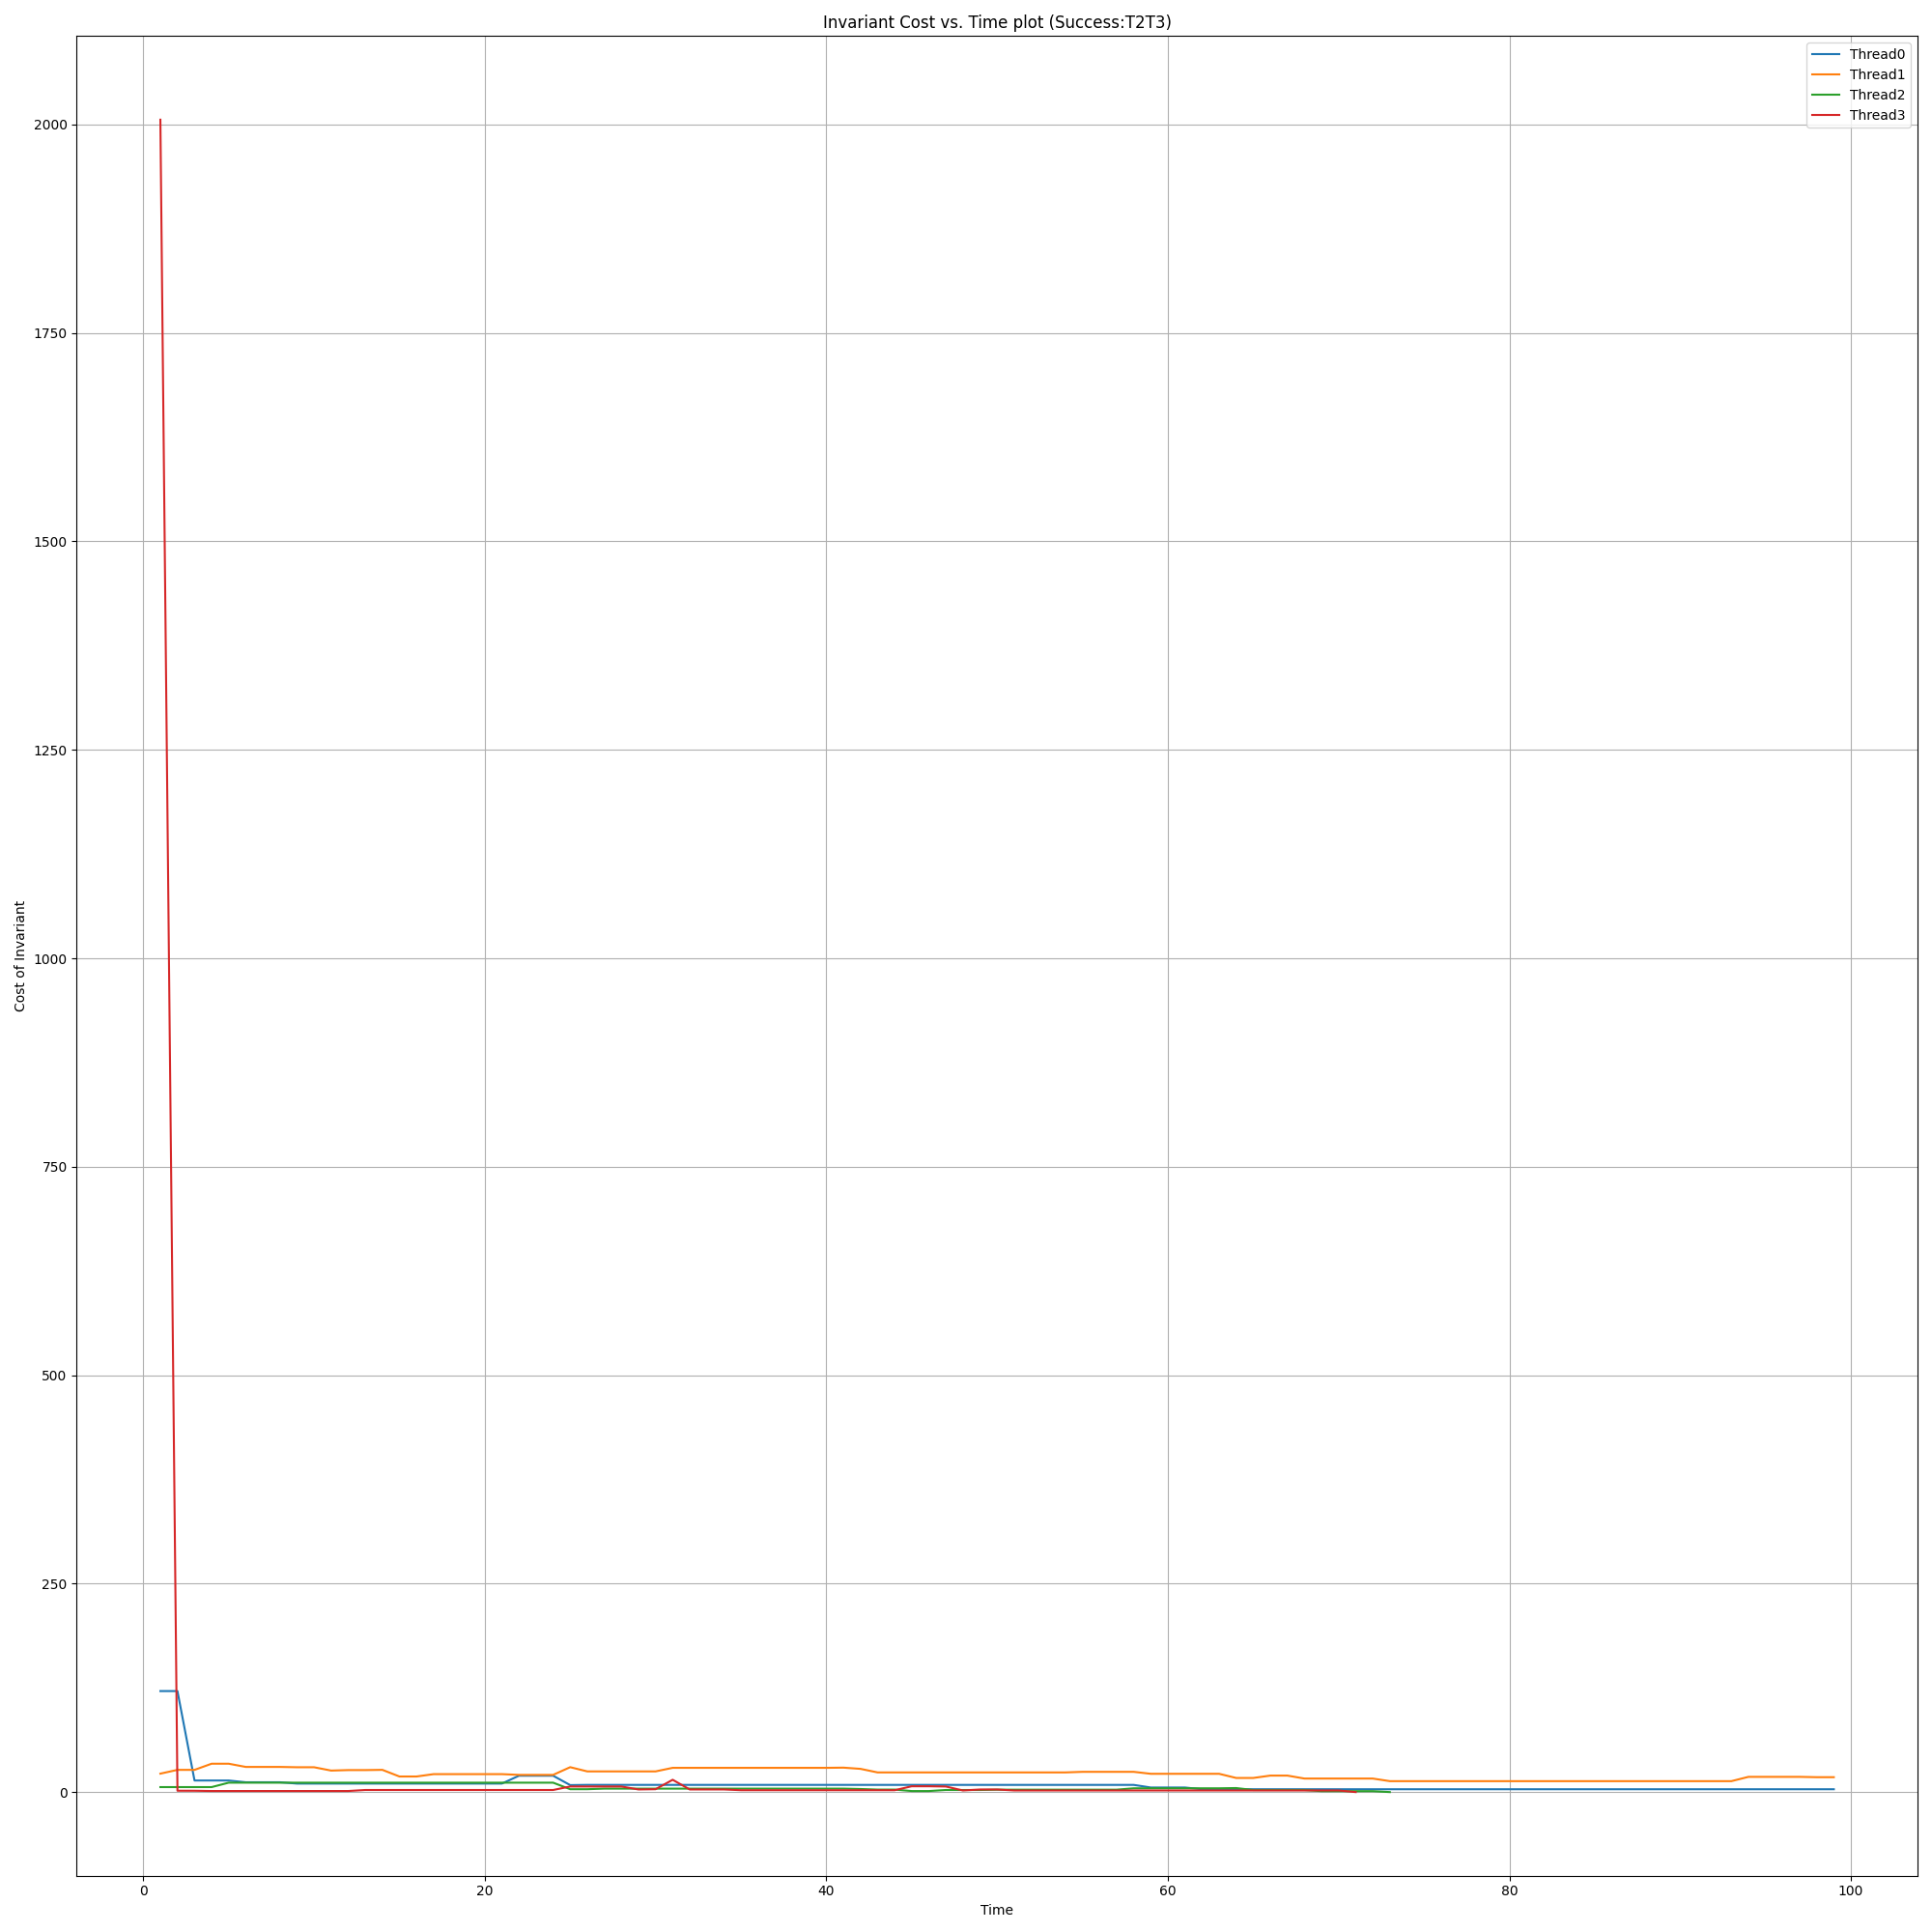 Invariant Cost vs. Time plot (Success:T2T3)
Thread0
Thread1
Thread2
Thread3
2000
1750
1500
1250
1000
750
500
250
0
Cost of Invariant
0 20 40 60 80 100
Time